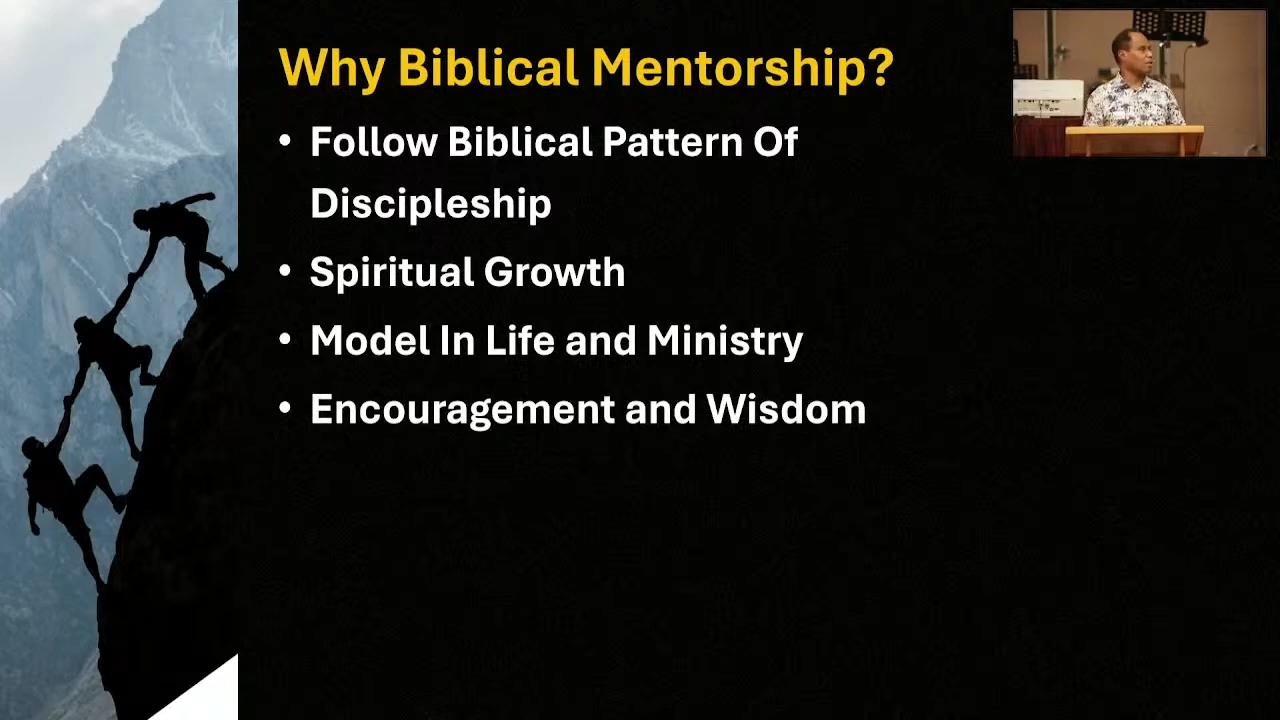 Why Biblical Mentorship?
• Follow Biblical Pattern Of
Discipleship
• Spiritual Growth
• Model In Life and Ministry
• Encouragement and Wisdom